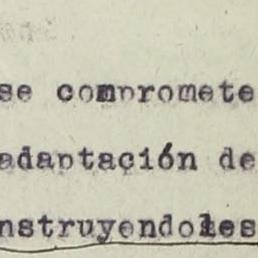 se compromete
adaptación de
nstruyendoles